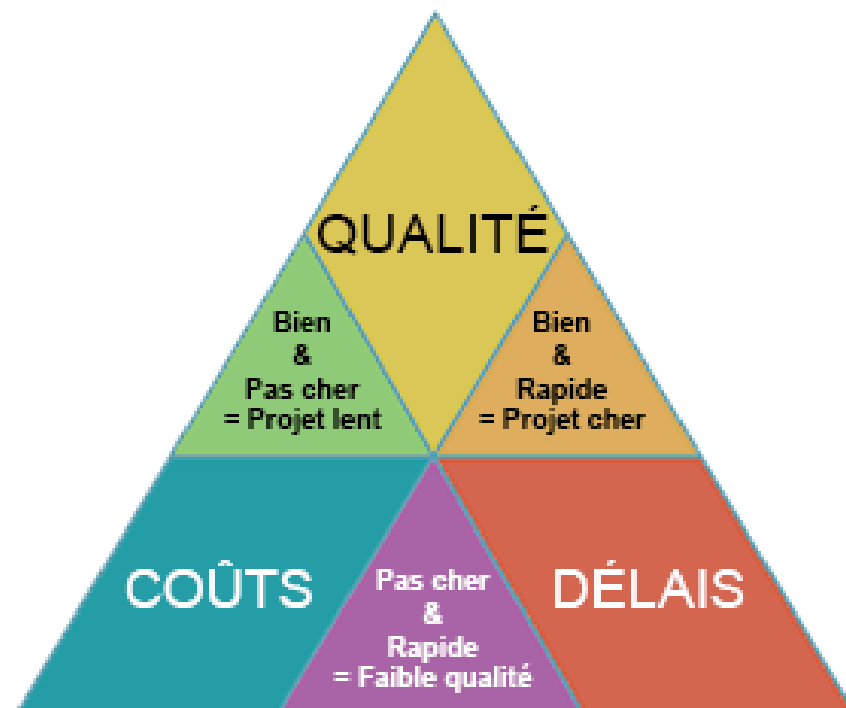 QUALITÉ
Bien
&
Pas cher
= Projet lent
Bien
&
Rapide
= Projet cher
COÛTS
Pas cher
&
Rapide
= Faible qualité
DÉLAIS